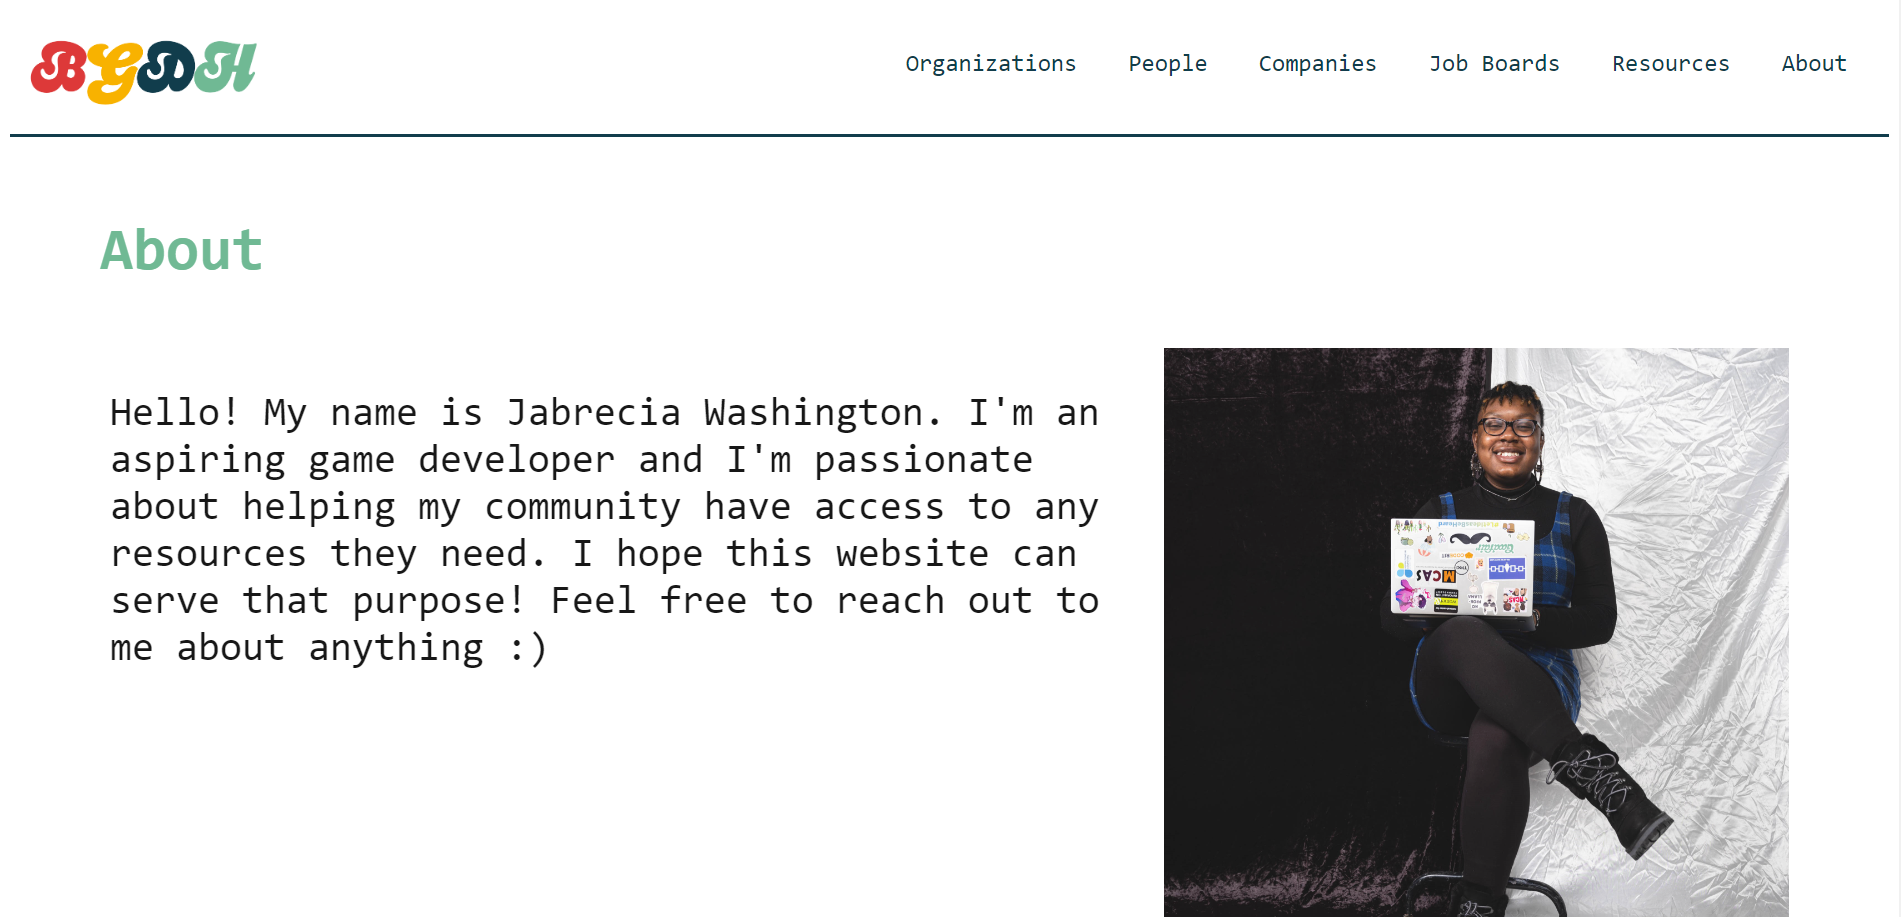 BGDH
Organizations People Companies Job Boards Resources About
About
Hello! My name is Jabrecia Washington. I'm an
aspiring game developer and I'm passionate
about helping my community have access to any
resources they need. I hope this website can
serve that purpose! Feel free to reach out to
me about anything :)
MCAS